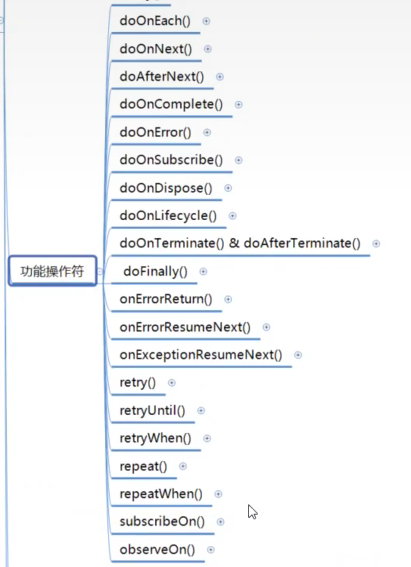 doOnEach()
doOnNext()
doAfterNext()
doOnComplete()
doOnError()
doOnSubscribe()
doOnDispose()
doOnLifecycle()
doOnTerminate() & doAfterTerminate()
功能操作符
doFinally()
onErrorReturn()
onErrorResumeNext()
onExceptionResumeNext()
retry()
retryUntil()
retryWhen()
repeat()
repeatWhen()
subscribeOn()
observeOn()